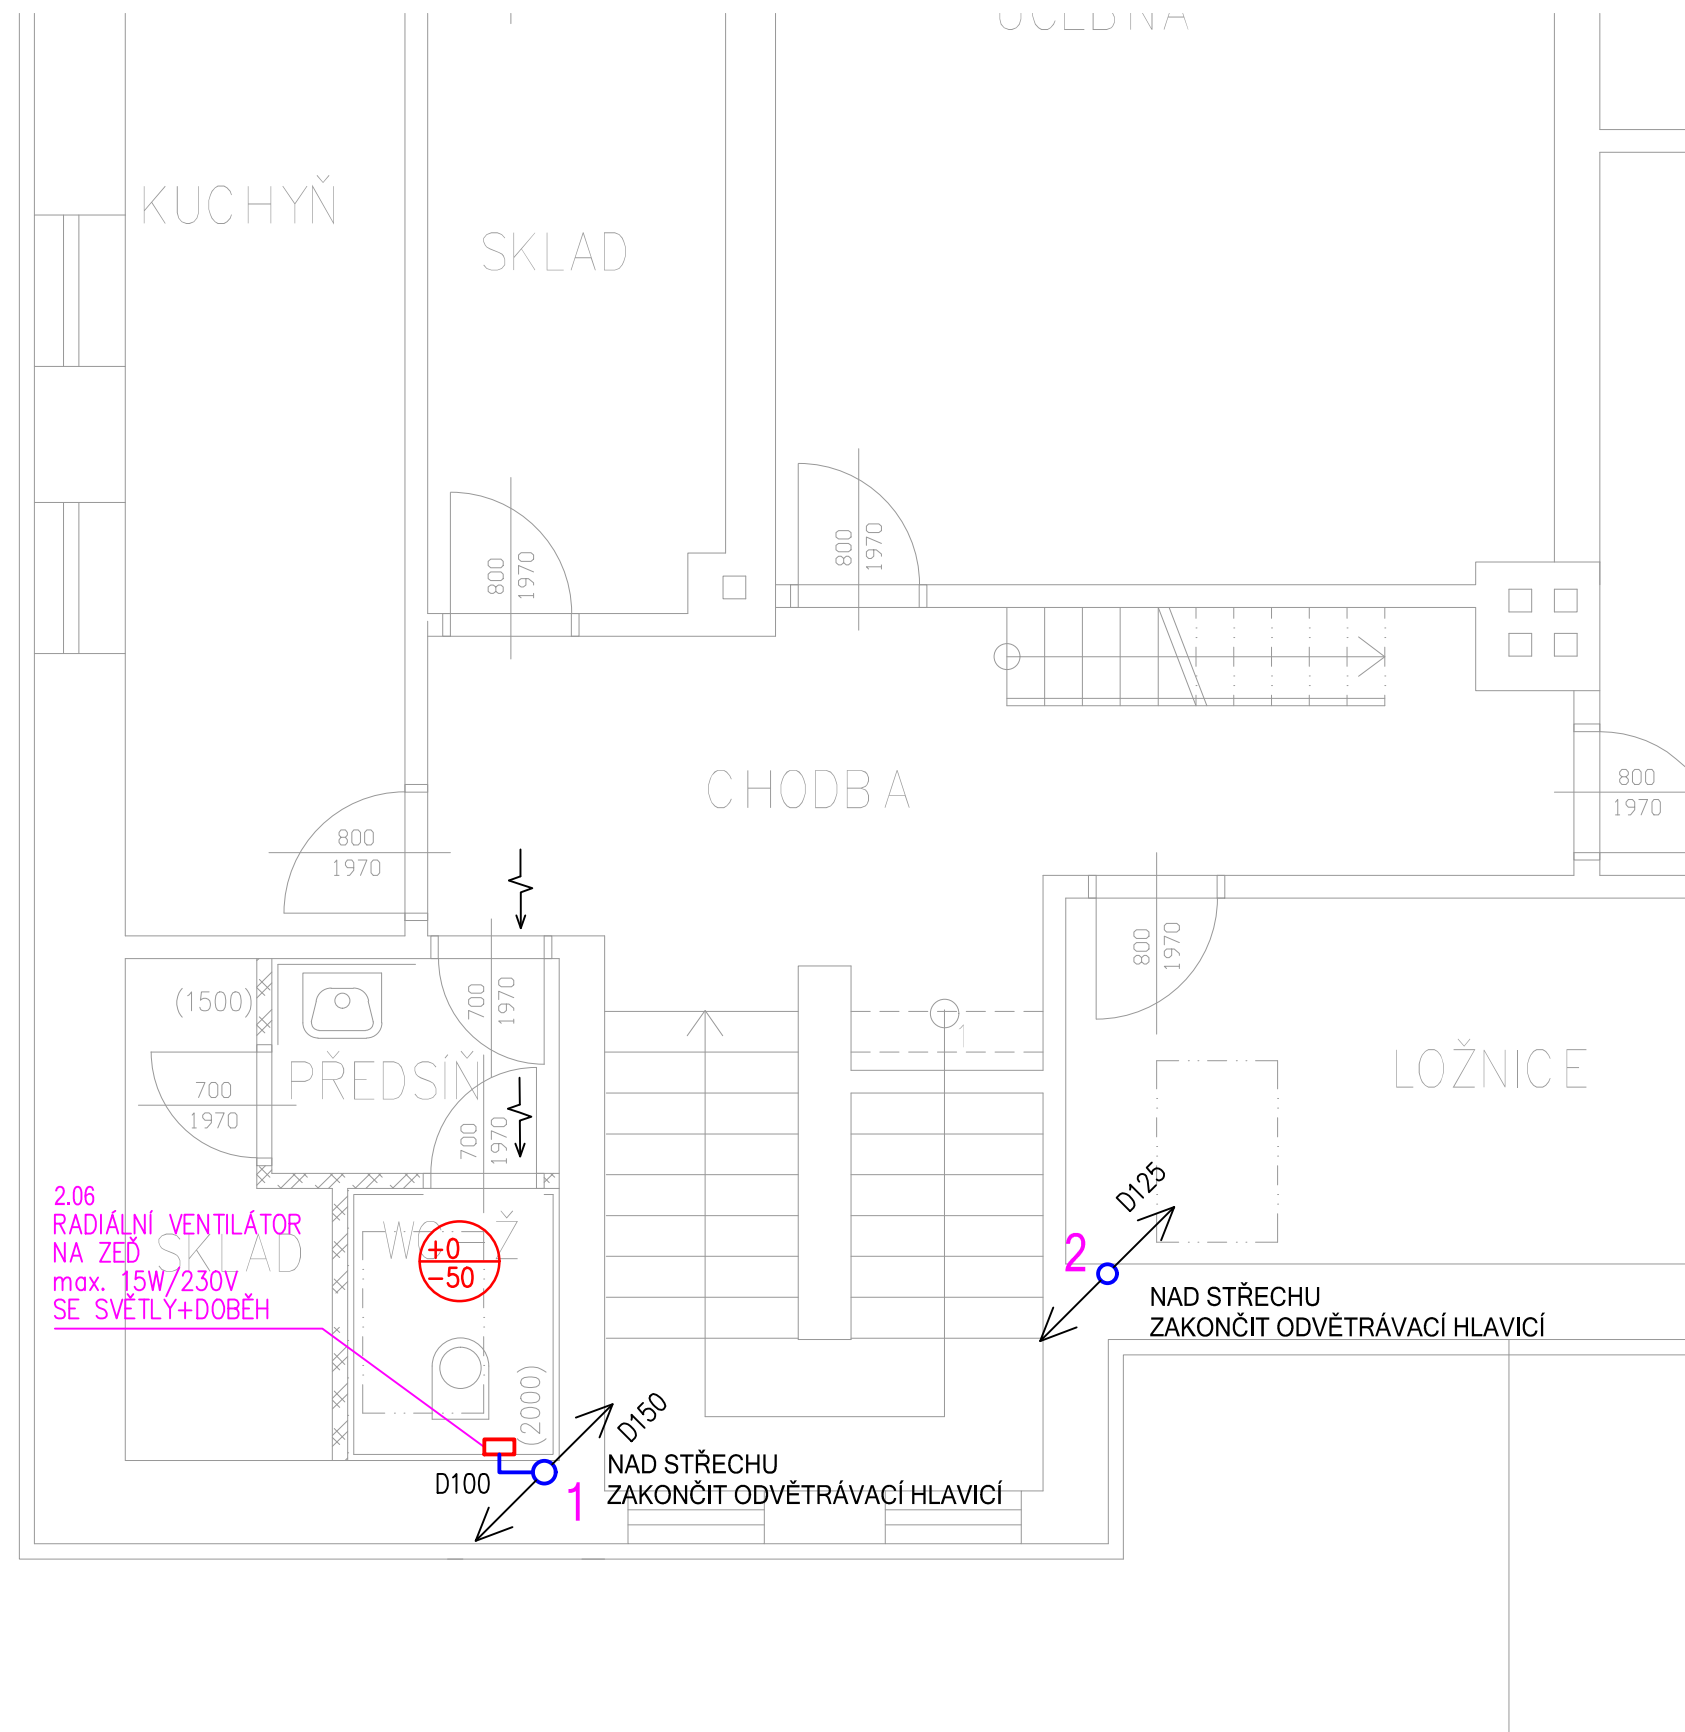 UČEBNA
KUCHYŇ
SKLAD
800
1970
800
1970
CHODBA
800
1970
800
1970
800
1970
(1500)
700
1970
PŘEDSÍŇ
700
1970
700
1970
1
LOŽNICE
D125
2
NAD STŘECHU
ZAKONČIT ODVĚTRÁVACÍ HLAVICÍ
2.06
RADIÁLNÍ VENTILÁTOR
NA ZEĎ
max. 15W/230V
SE SVĚTLY+DOBĚH
SKLAD
+0
-50
(2000)
D150
D100
1
NAD STŘECHU
ZAKONČIT ODVĚTRÁVACÍ HLAVICÍ